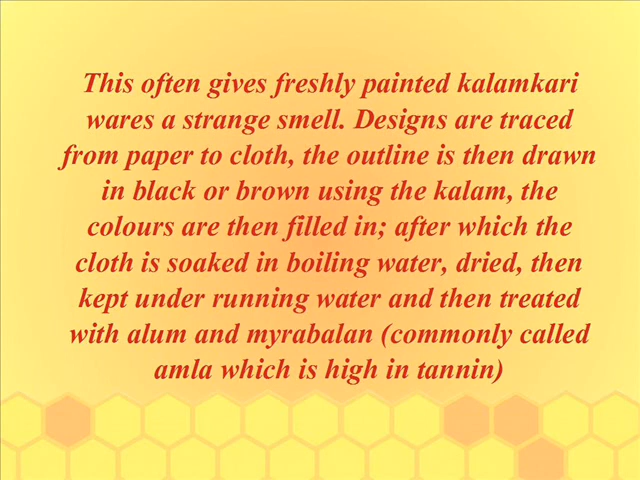 This often gives freshly painted kalamkari
wares a strange smell. Designs are traced
from paper to cloth, the outline is then drawn
in black or brown using the kalam, the
colours are then filled in; after which the
cloth is soaked in boiling water, dried, then
kept under running water and then treated
with alum and myrabalan (commonly called
amla which is high in tannin)